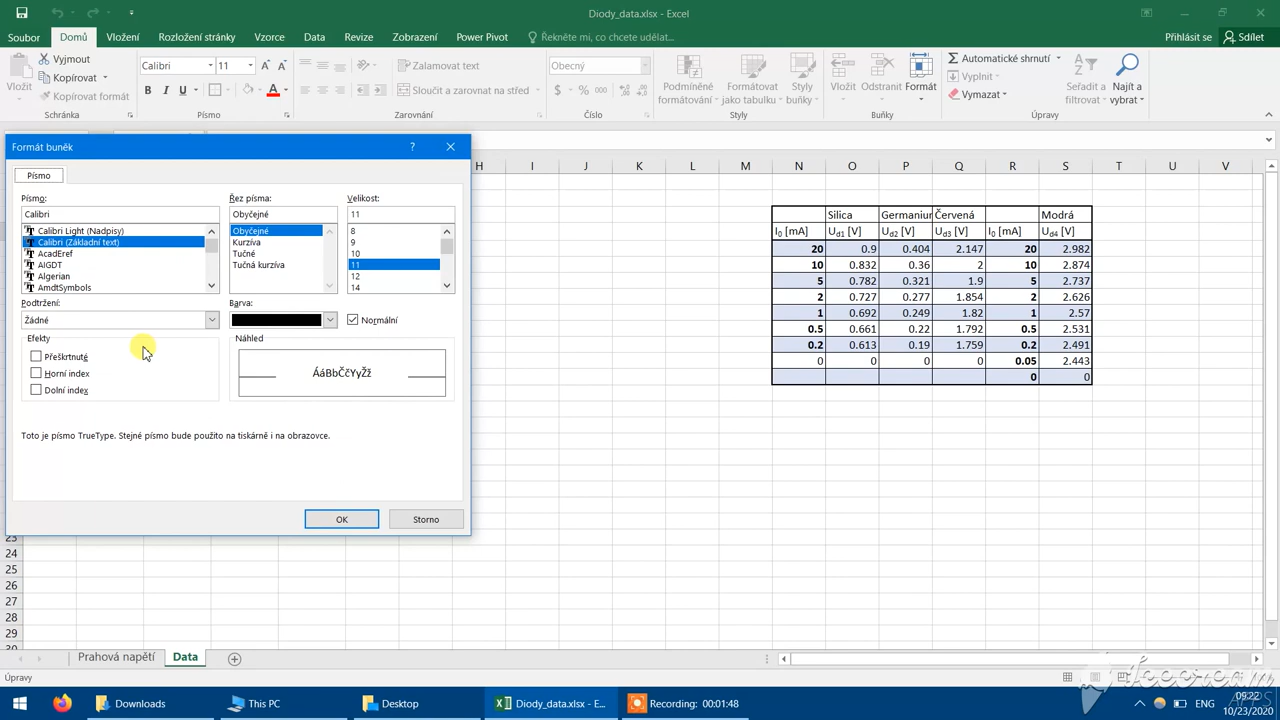 Diody_data.xlsx - Excel
Soubor Domů Vložení Rozložení stránky Vzorce Data Revize Zobrazení Power Pivot Řekněte mi, co chcete udělat... Přihlásit se Sdílet
Vložit
Vyjmout
Kopírovat
Kopírovat formát
Schránka
Calibri 11
B I U
Písmo
Zalamovat text
Sloučit a zarovnat na střed
Zarovnání
Obecný
$ % 000
Číslo
Podmíněné formátování
Formátovat jako tabulku
Styly buňky
Styly
Vložit Odstranit Formát
Buňky
Automatické shrnutí
Vyplnit
Vymazat
Seřadit a filtrovat
Najít a vybrat
Úpravy
Formát buněk ?
Písmo
Písmo: Řez písma: Velikost:
Calibri Obyčejné 11
Calibri Light (Nadpisy)
Calibri (Základní text)
AcadEref
AIGDT
Algerian
AmdtSymbols
Obyčejné
Kurzíva
Tučné
Tučná kurzíva
8
9
10
11
12
14
Podtržení: Barva:
Žádné Normální
Efekty Náhled
Přeškrtnuté
Horní index
Dolní index
ÁáBbČčYyŽž
Toto je písmo TrueType. Stejné písmo bude použito na tiskárně i na obrazovce.
OK Storno
H I J K L M N O P Q R S T U V
Silica Germaniur Červená Modrá
I0 [mA] Ud1 [V] Ud2 [V] Ud3 [V] I0 [mA] Ud4 [V]
20 0.9 0.404 2.147 20 2.982
10 0.832 0.36 2 10 2.874
5 0.782 0.321 1.9 5 2.737
2 0.727 0.277 1.854 2 2.626
1 0.692 0.249 1.82 1 2.57
0.5 0.661 0.22 1.792 0.5 2.531
0.2 0.613 0.19 1.759 0.2 2.491
0 0 0 0 0.05 2.443
0 0
23
24
25
26
27
28
29
30
Prahová napětí Data
Úpravy
icecream
APPS
Downloads This PC Desktop Diody_data.xlsx - E... Recording: 00:01:48
ENG
09:22
10/23/2020